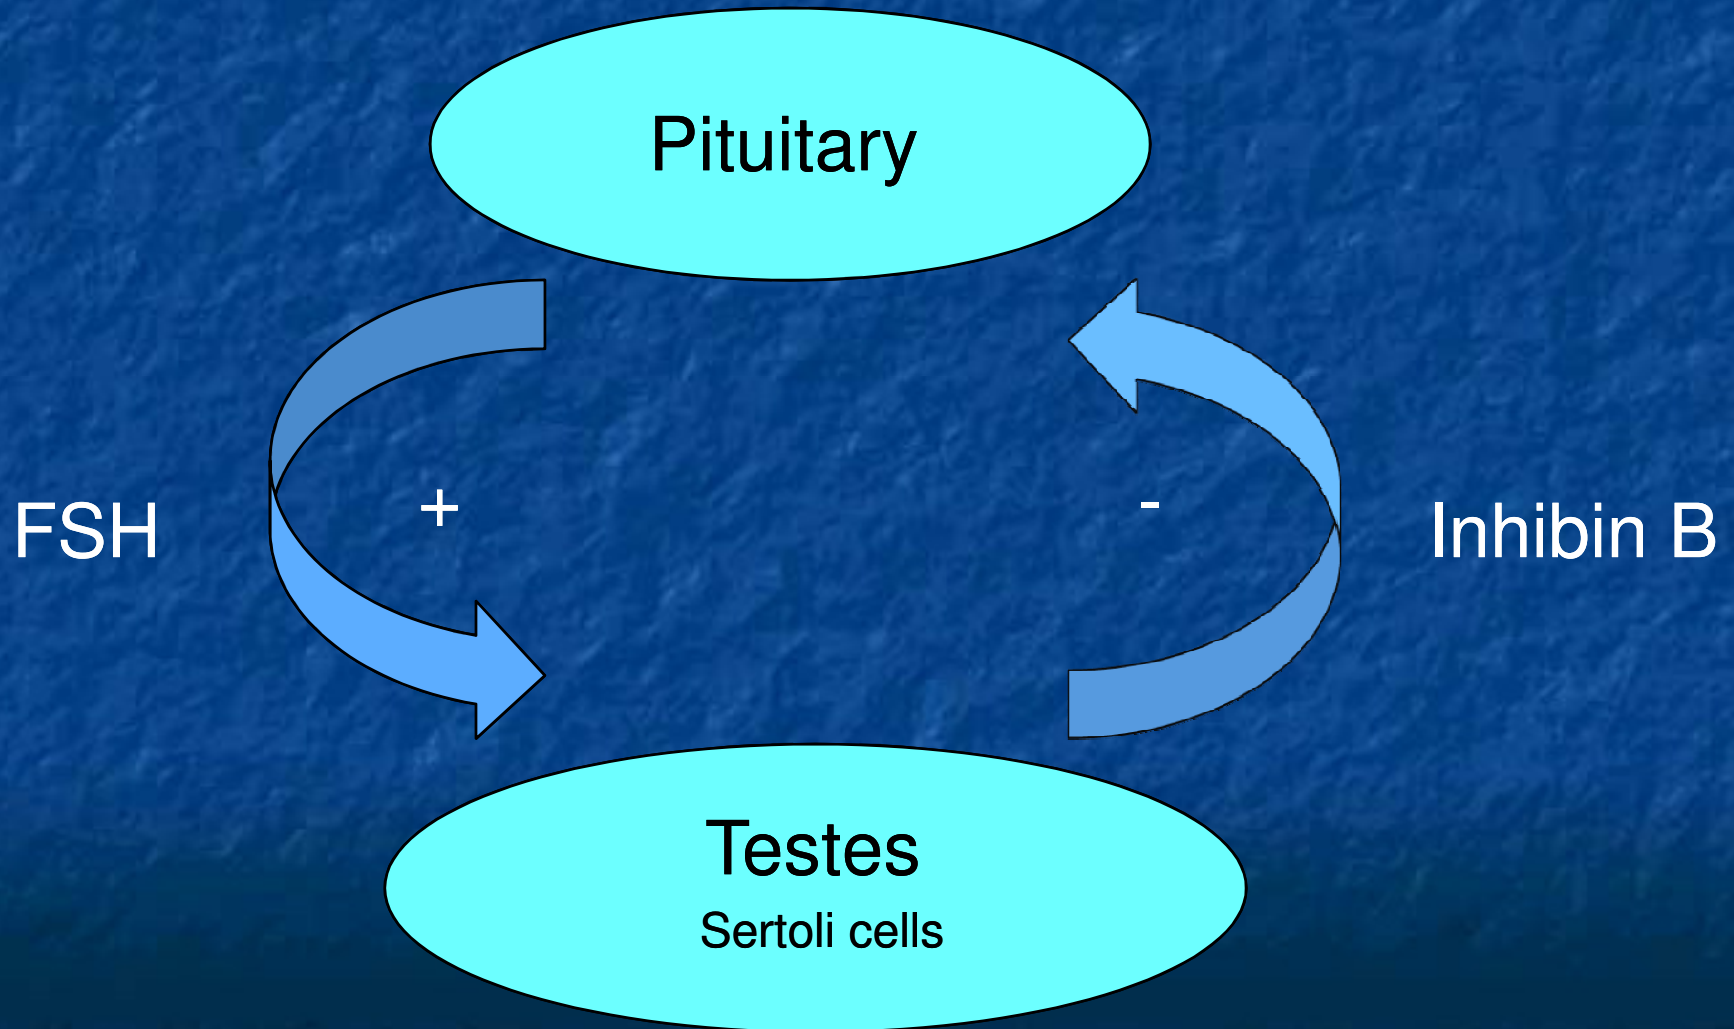 Pituitary
FSH
+
-
Inhibin B
Testes
Sertoli cells